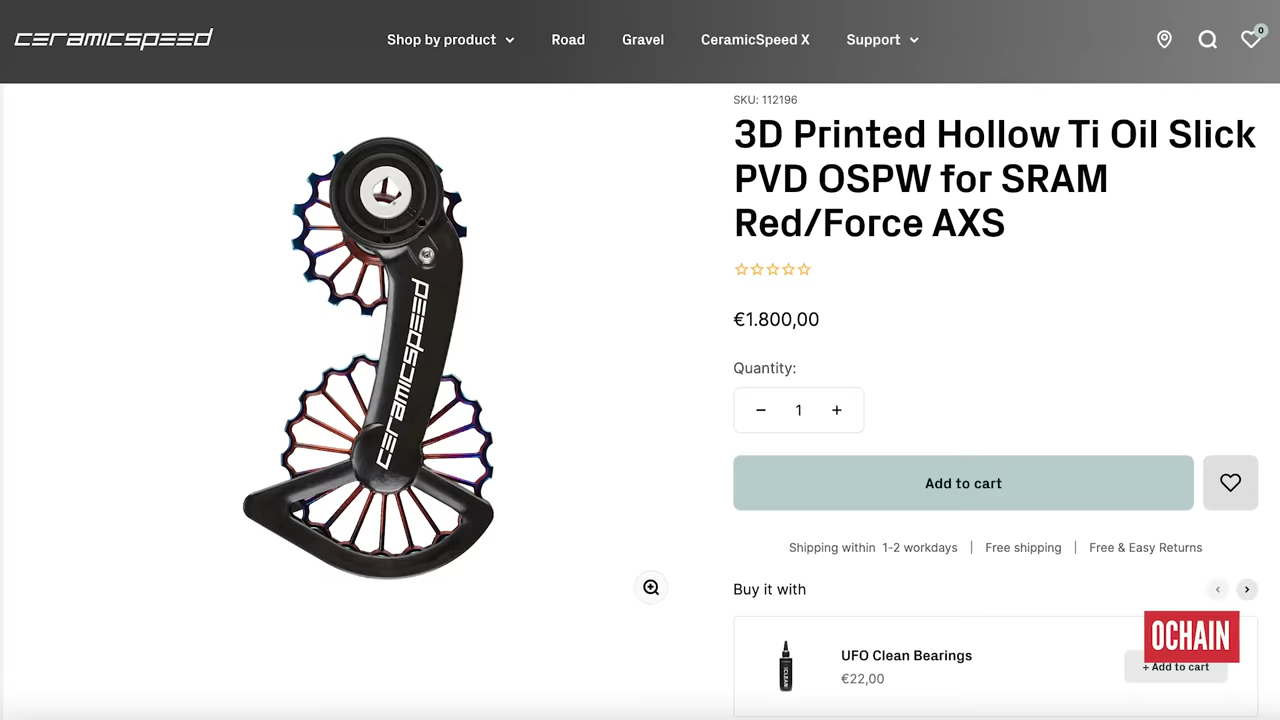 ceramicspeed
Shop by product
Road
Gravel
CeramicSpeed X
Support
0
SKU: 112196
3D Printed Hollow Ti Oil Slick
PVD OSPW for SRAM
Red/Force AXS
€1.800,00
Quantity:
− 1 +
Add to cart
Shipping within 1-2 workdays | Free shipping | Free & Easy Returns
Buy it with
UFO Clean Bearings
€22,00
+ Add to cart
OCHAIN
ceramicspeed
CLEAN